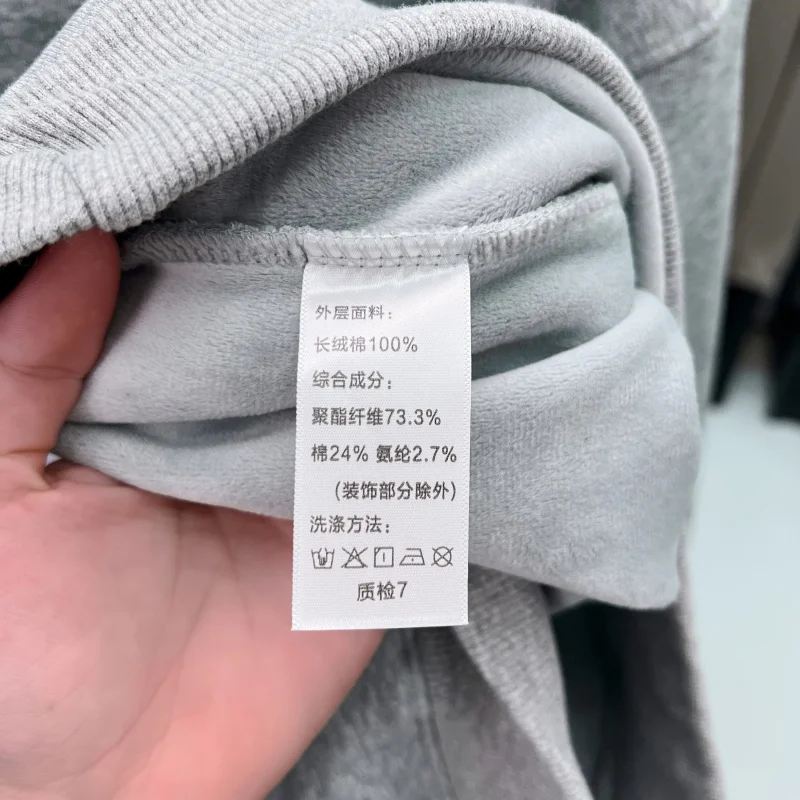 外层面料:
长绒棉100%
综合成分:
聚酯纤维73.3%
棉24% 氨纶2.7%
(装饰部分除外)
洗涤方法:
质检7